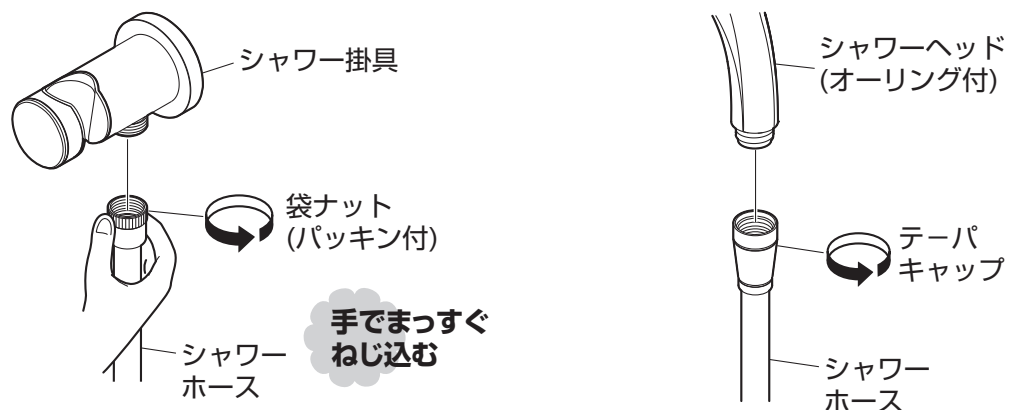 シャワー掛具
袋ナット
(パッキン付)
手でまっすぐ
ねじ込む
シャワー
ホース
シャワーヘッド
(オーリング付)
テーパ
キャップ
シャワー
ホース